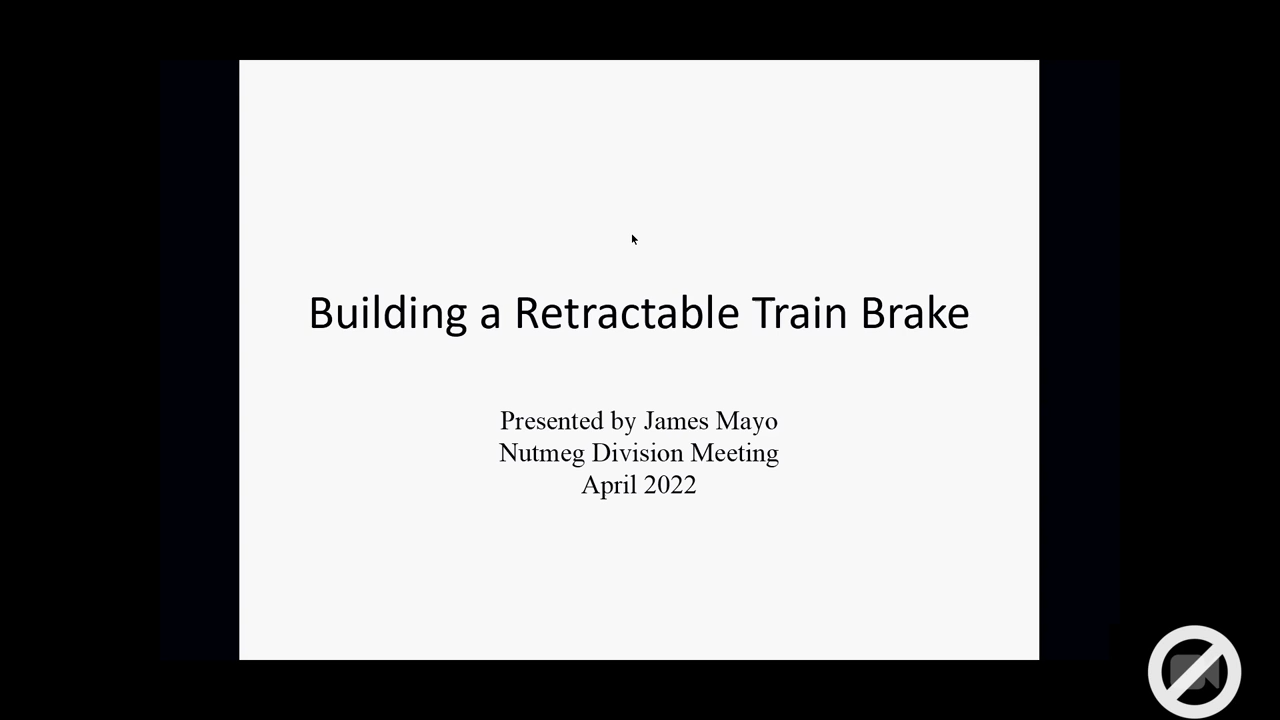 Building a Retractable Train Brake
Presented by James Mayo
Nutmeg Division Meeting
April 2022